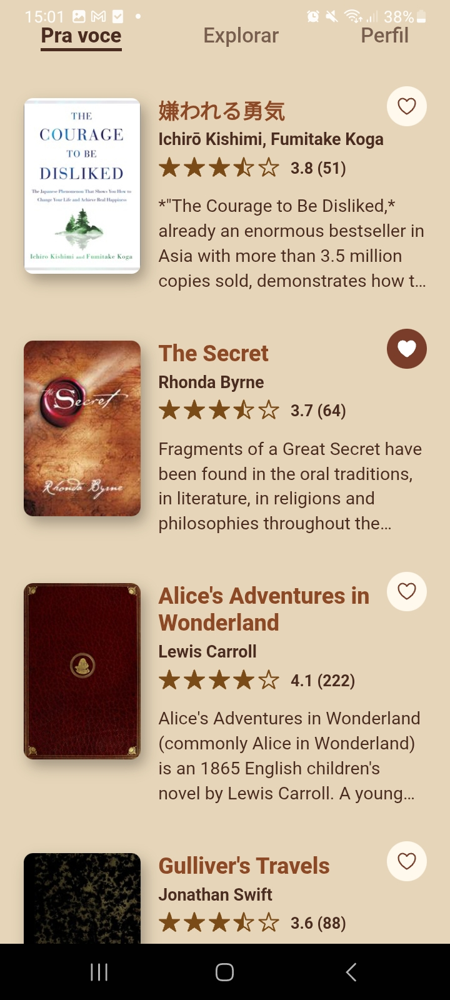 15:01 38%
Pra voce Explorar Perfil
THE
COURAGE
TO BE
DISLIKED
The Japanese Phenomenon That Shows You How to
Change Your Life and Achieve Real Happiness
Ichiro Kishimi and Fumitake Koga
嫌われる勇気
Ichirō Kishimi, Fumitake Koga
3.8 (51)
*"The Courage to Be Disliked,*
already an enormous bestseller in
Asia with more than 3.5 million
copies sold, demonstrates how t…
the Secret
Rhonda Byrne
The Secret
Rhonda Byrne
3.7 (64)
Fragments of a Great Secret have
been found in the oral traditions,
in literature, in religions and
philosophies throughout the…
Alice's Adventures in
Wonderland
Lewis Carroll
4.1 (222)
Alice's Adventures in Wonderland
(commonly Alice in Wonderland)
is an 1865 English children's
novel by Lewis Carroll. A young…
Gulliver's Travels
Jonathan Swift
3.6 (88)